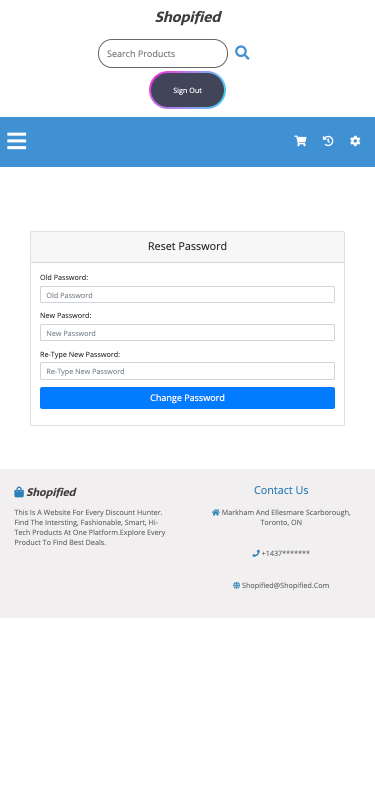 Shopified
Search Products
Sign Out
Reset Password
Old Password:
Old Password
New Password:
New Password
Re-Type New Password:
Re-Type New Password
Change Password
Shopified
This Is A Website For Every Discount Hunter.
Find The Intersting, Fashionable, Smart, Hi-
Tech Products At One Platform.Explore Every
Product To Find Best Deals.
Contact Us
Markham And Ellesmare Scarborough,
Toronto, ON
+1437*******
Shopified@Shopified.Com